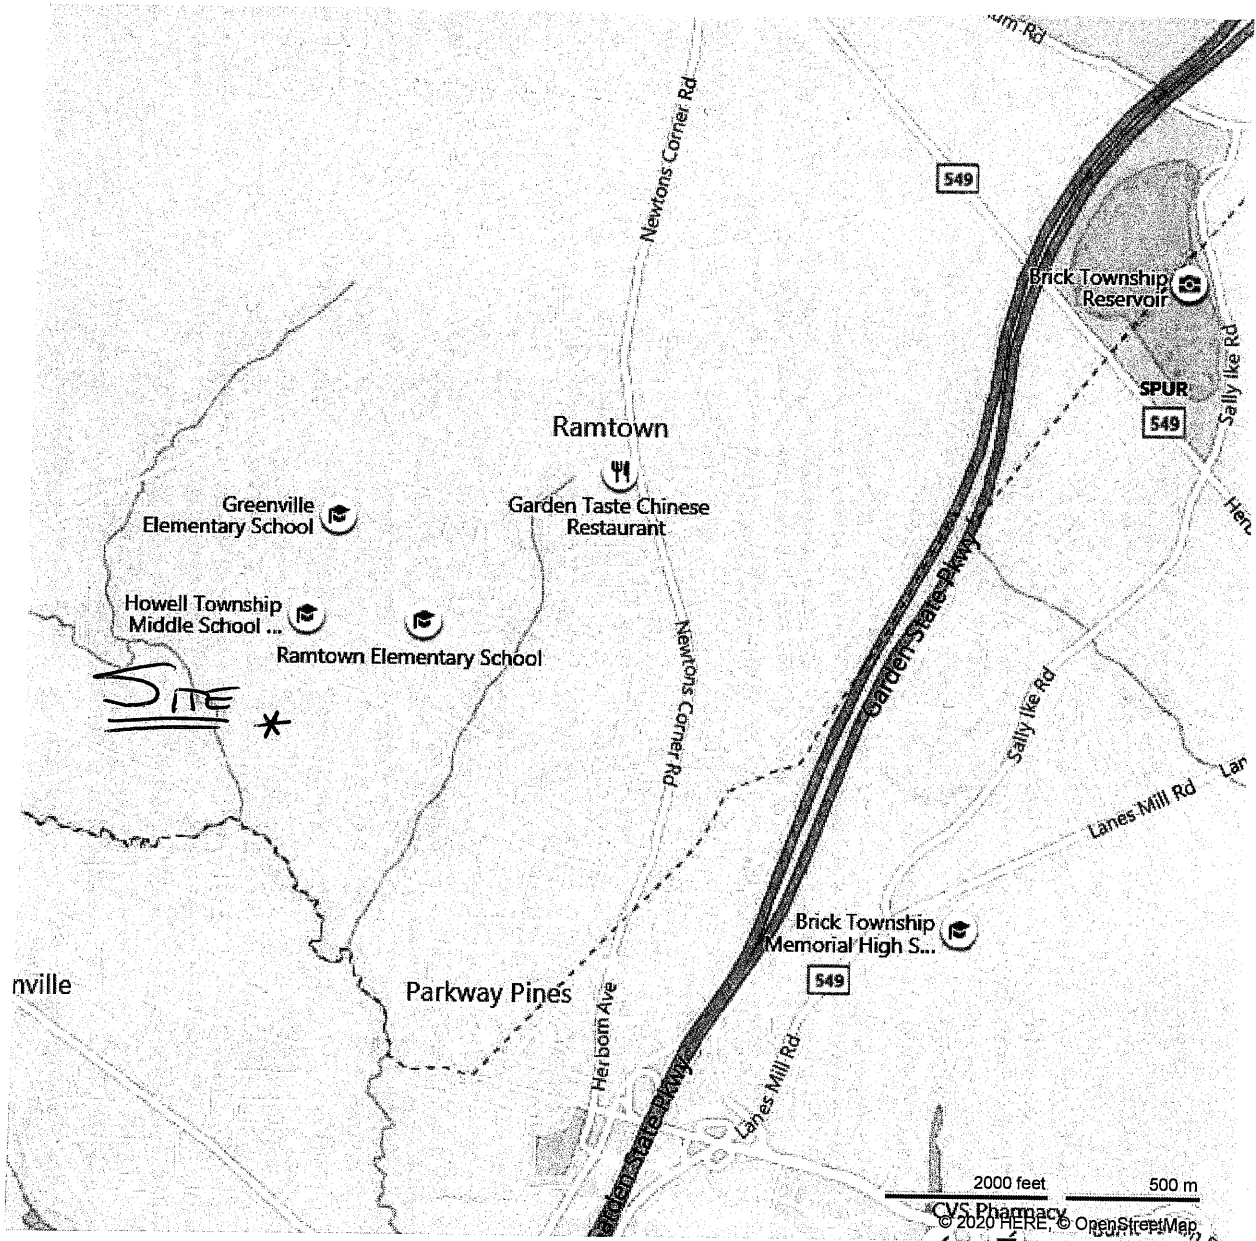 um Rd
Newtons Corner Rd
549
Brick Township
Reservoir
SPUR
549
Sally Ike Rd
Ramtown
Garden Taste Chinese
Restaurant
Greenville
Elementary School
Howell Township
Middle School ...
Ramtown Elementary School
SITE *
Newtons Corner Rd
Garden State Pkwy
Sally Ike Rd
Lanes Mill Rd
Lan
Brick Township
Memorial High S...
549
nville
Parkway Pines
Herborn Ave
Lanes Mill Rd
Garden State Pkwy
2000 feet
500 m
CVS Pharmacy
© 2020 HERE, © OpenStreetMap